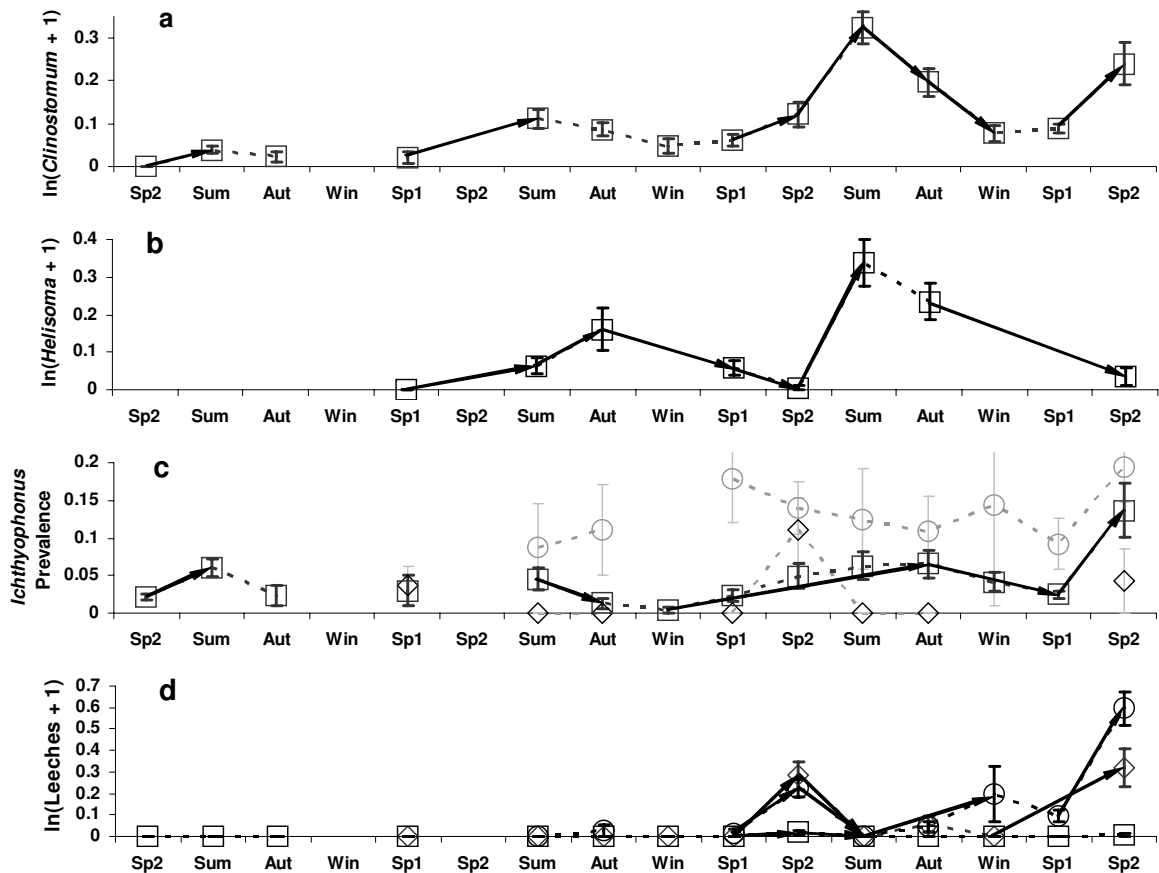 a
ln(Clinostomum + 1)
0.3
0.2
0.1
0
Sp2 Sum Aut Win Sp1 Sp2 Sum Aut Win Sp1 Sp2 Sum Aut Win Sp1 Sp2
b
ln(Helisoma + 1)
0.4
0.3
0.2
0.1
0
Sp2 Sum Aut Win Sp1 Sp2 Sum Aut Win Sp1 Sp2 Sum Aut Win Sp1 Sp2
c
Ichthyophonus
Prevalence
0.2
0.15
0.1
0.05
0
Sp2 Sum Aut Win Sp1 Sp2 Sum Aut Win Sp1 Sp2 Sum Aut Win Sp1 Sp2
d
ln(Leeches + 1)
0.7
0.6
0.5
0.4
0.3
0.2
0.1
0
Sp2 Sum Aut Win Sp1 Sp2 Sum Aut Win Sp1 Sp2 Sum Aut Win Sp1 Sp2